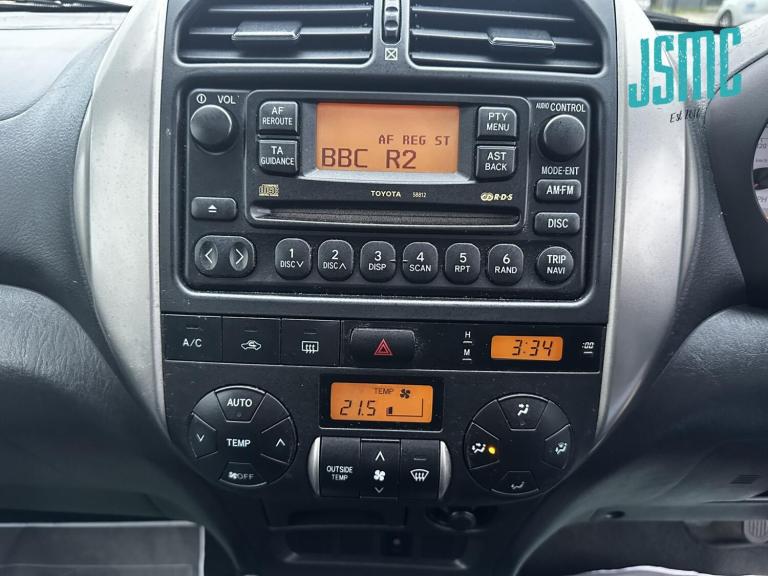 JSMC
VOL
AF
REROUTE
TA
GUIDANCE
AF REG ST
BBC R2
PTY
MENU
AST
BACK
AUDIO CONTROL
MODE·ENT
AM·FM
DISC
TOYOTA
58812
R·D·S
1
DISC
2
DISC
3
DISP
4
SCAN
5
RPT
6
RAND
TRIP
NAVI
A/C
H
M
3:34
:00
AUTO
TEMP
OFF
TEMP
21.5
OUTSIDE
TEMP